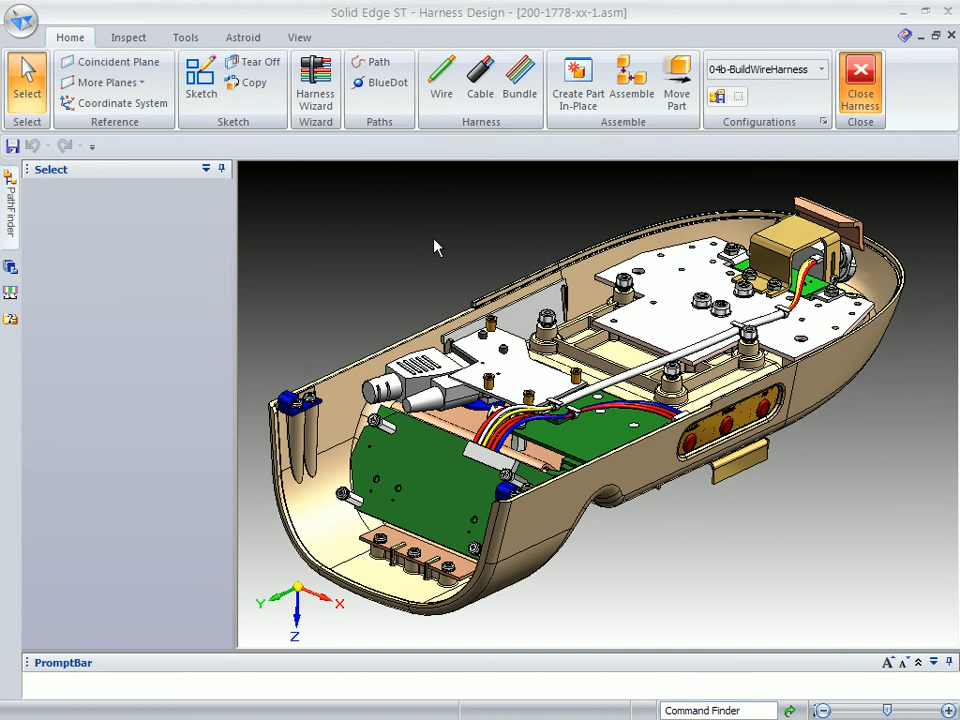 Solid Edge ST - Harness Design - [200-1778-xx-1.asm]
Home Inspect Tools Astroid View
Select
Coincident Plane
More Planes
Coordinate System
Sketch
Tear Off
Copy
Harness Wizard
Path
BlueDot
Wire
Cable
Bundle
Create Part In-Place
Assemble
Move Part
04b-BuildWireHarness
Close Harness
Select Reference Sketch Wizard Paths Harness Assemble Configurations Close
Select
PathFinder
Y X
Z
PromptBar
A A
Command Finder